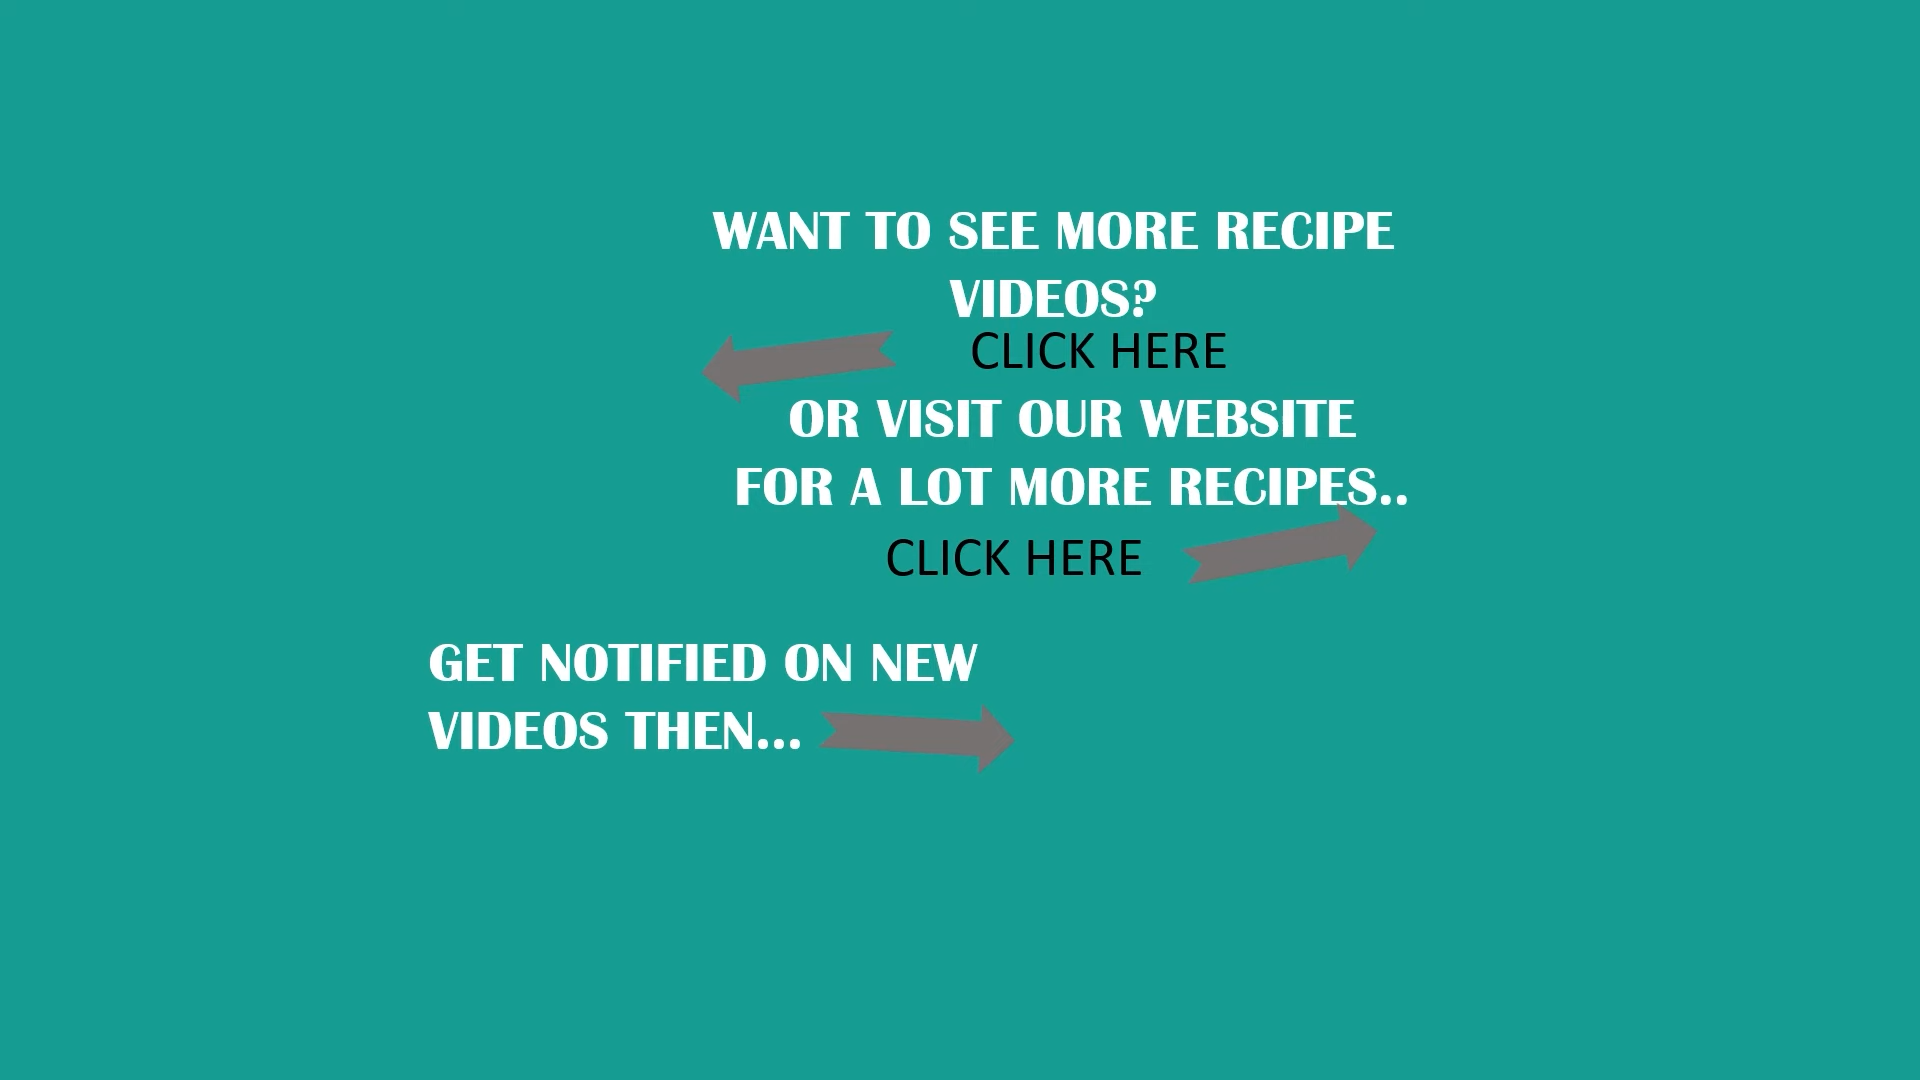 WANT TO SEE MORE RECIPE
VIDEOS?
CLICK HERE
OR VISIT OUR WEBSITE
FOR A LOT MORE RECIPES..
CLICK HERE
GET NOTIFIED ON NEW
VIDEOS THEN...